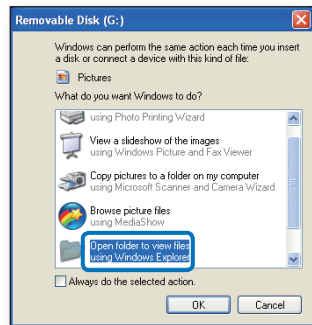 Removable Disk (G:)
Windows can perform the same action each time you insert
a disk or connect a device with this kind of file:
Pictures
What do you want Windows to do?
using Photo Printing Wizard
View a slideshow of the images
using Windows Picture and Fax Viewer
Copy pictures to a folder on my computer
using Microsoft Scanner and Camera Wizard
Browse picture files
using MediaShow
Open folder to view files
using Windows Explorer
Always do the selected action.
OK
Cancel